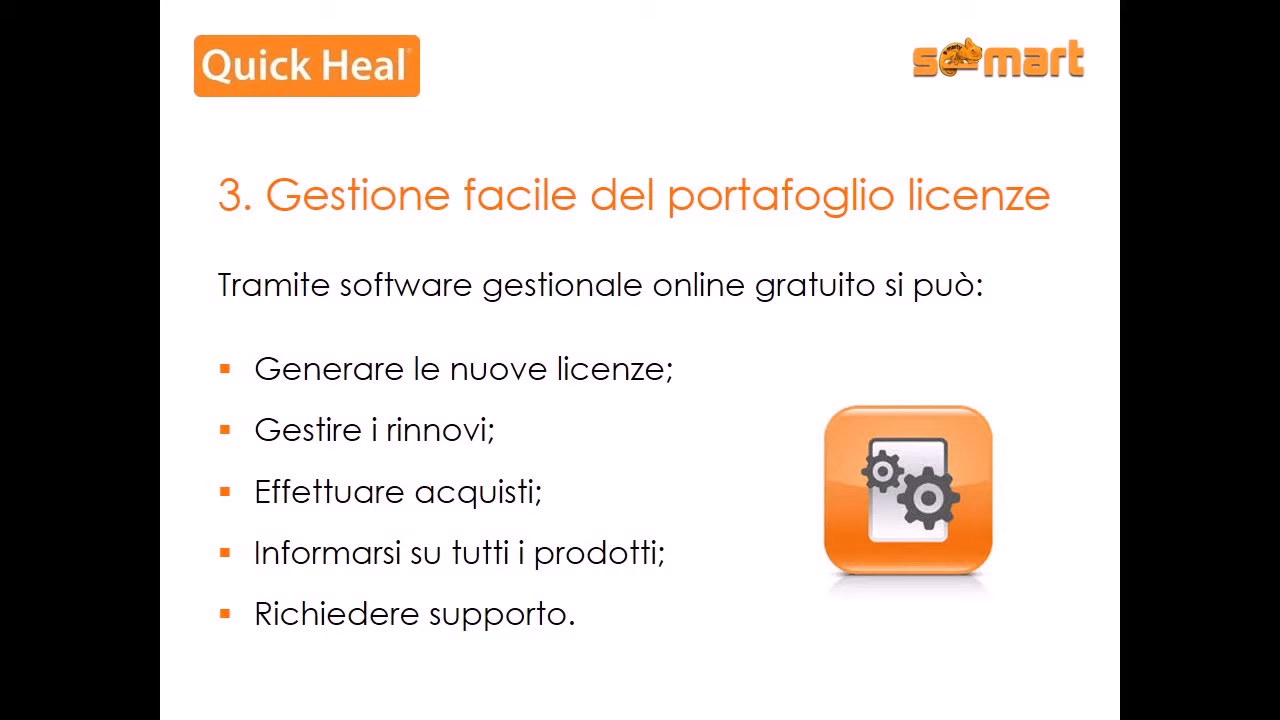 Quick Heal®
s-mart
3. Gestione facile del portafoglio licenze
Tramite software gestionale online gratuito si può:
Generare le nuove licenze;
Gestire i rinnovi;
Effettuare acquisti;
Informarsi su tutti i prodotti;
Richiedere supporto.